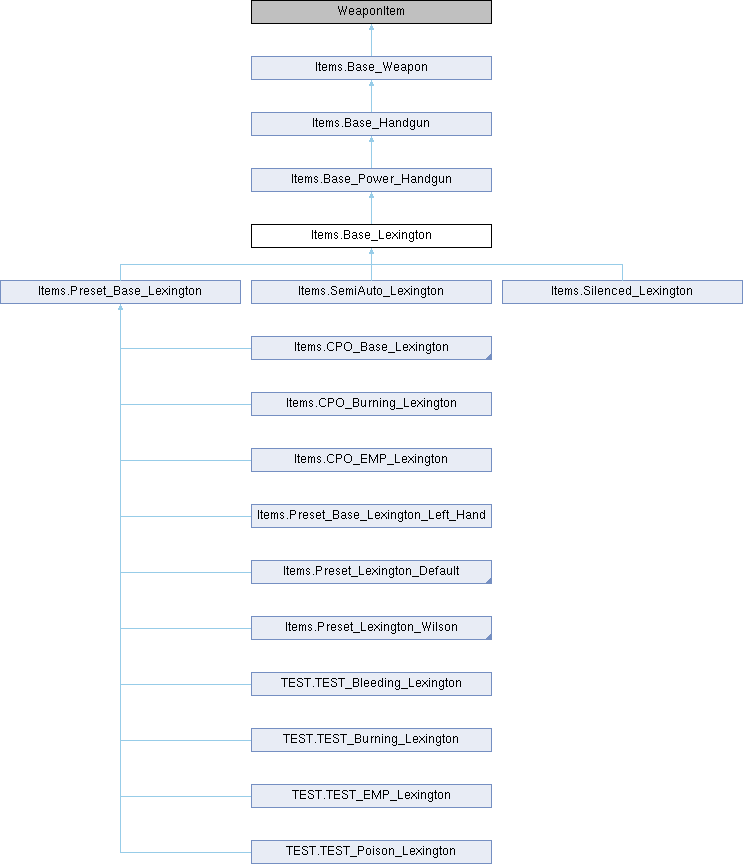 WeaponItem
Items.Base_Weapon
Items.Base_Handgun
Items.Base_Power_Handgun
Items.Base_Lexington
Items.Preset_Base_Lexington
Items.SemiAuto_Lexington
Items.Silenced_Lexington
Items.CPO_Base_Lexington
Items.CPO_Burning_Lexington
Items.CPO_EMP_Lexington
Items.Preset_Base_Lexington_Left_Hand
Items.Preset_Lexington_Default
Items.Preset_Lexington_Wilson
TEST.TEST_Bleeding_Lexington
TEST.TEST_Burning_Lexington
TEST.TEST_EMP_Lexington
TEST.TEST_Poison_Lexington